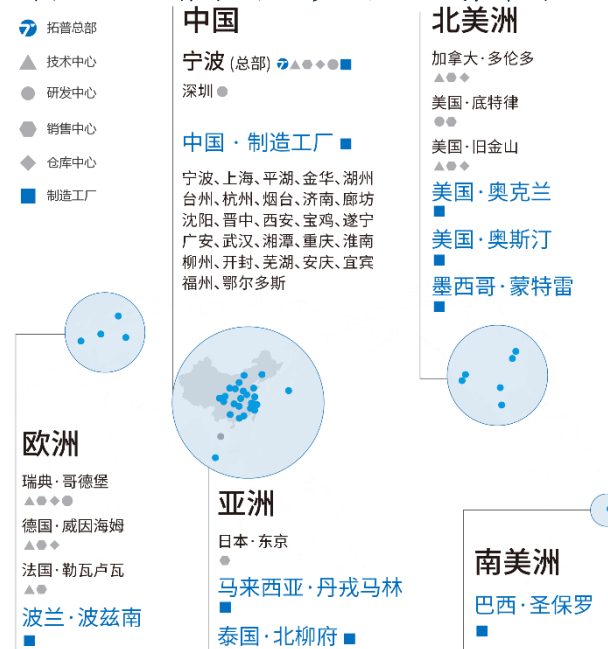 拓普总部
技术中心
研发中心
销售中心
仓库中心
制造工厂
中国
宁波 (总部)
深圳
中国·制造工厂
宁波、上海、平湖、金华、湖州
台州、杭州、烟台、济南、廊坊
沈阳、晋中、西安、宝鸡、遂宁
广安、武汉、湘潭、重庆、淮南
柳州、开封、芜湖、安庆、宜宾
福州、鄂尔多斯
北美洲
加拿大·多伦多
美国·底特律
美国·旧金山
美国·奥克兰
美国·奥斯汀
墨西哥·蒙特雷
欧洲
瑞典·哥德堡
德国·威因海姆
法国·勒瓦卢瓦
波兰·波兹南
亚洲
日本·东京
马来西亚·丹戎马林
泰国·北柳府
南美洲
巴西·圣保罗